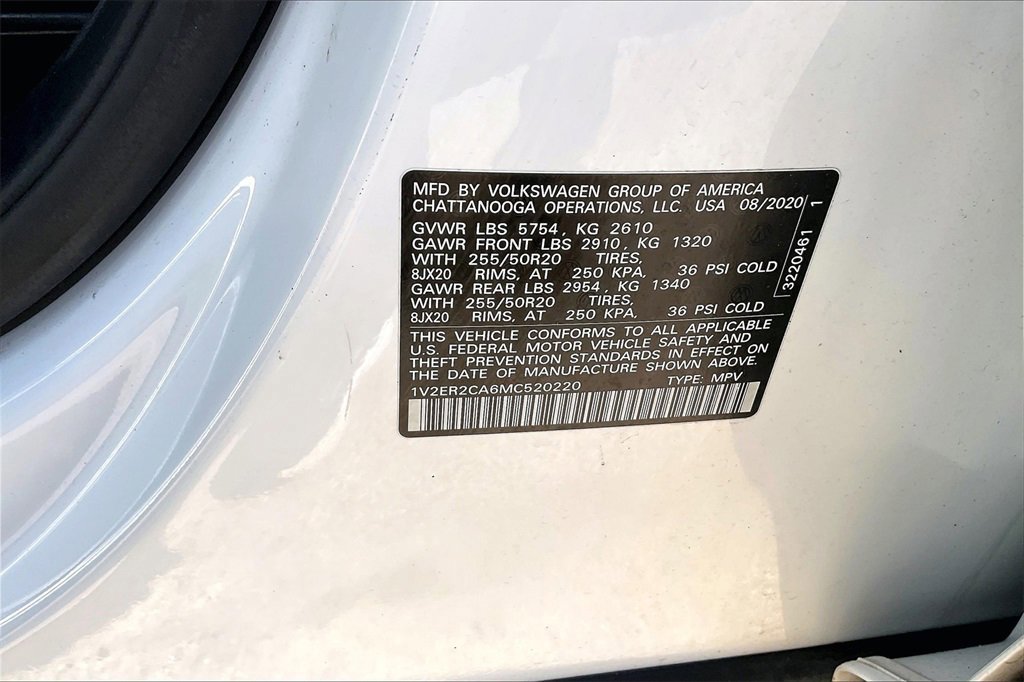 MFD BY VOLKSWAGEN GROUP OF AMERICA
CHATTANOOGA OPERATIONS, LLC. USA 08/2020
GVWR LBS 5754, KG 2610
GAWR FRONT LBS 2910, KG 1320
WITH 255/50R20 TIRES,
8JX20 RIMS, AT 250 KPA, 36 PSI COLD
GAWR REAR LBS 2954, KG 1340
WITH 255/50R20 TIRES,
8JX20 RIMS, AT 250 KPA, 36 PSI COLD
THIS VEHICLE CONFORMS TO ALL APPLICABLE
U.S. FEDERAL MOTOR VEHICLE SAFETY AND
THEFT PREVENTION STANDARDS IN EFFECT ON
THE DATE OF MANUFACTURE SHOWN ABOVE.
1V2ER2CA6MC520220 TYPE: MPV
3220461 1